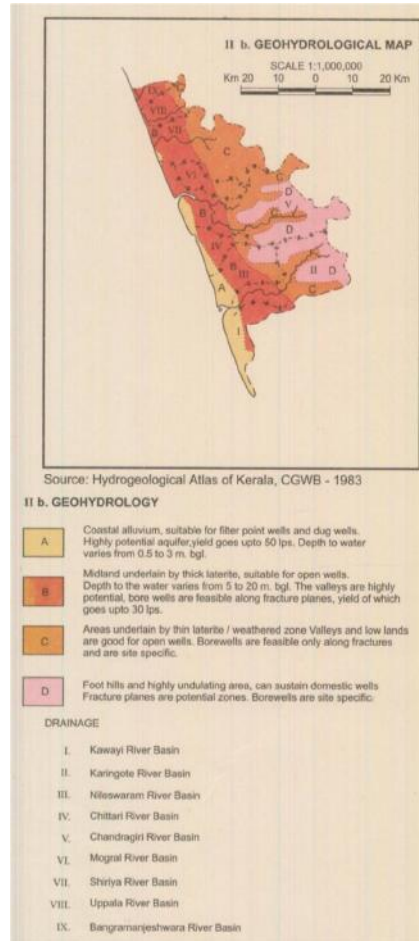 II b. GEOHYDROLOGICAL MAP
SCALE 1:1,000,000
Km 20 10 0 10 20 Km
IX
VIII
B
VII
C
VI
C
D
V
B
C
D
IV
B
III
II
D
A
C
I
Source: Hydrogeological Atlas of Kerala, CGWB - 1983
II b. GEOHYDROLOGY
A
Coastal alluvium, suitable for filter point wells and dug wells.
Highly potential aquifer,yield goes upto 50 lps. Depth to water
varies from 0.5 to 3 m. bgl.
B
Midland underlain by thick laterite, suitable for open wells.
Depth to the water varies from 5 to 20 m. bgl. The valleys are highly
potential, bore wells are feasible along fracture planes, yield of which
goes upto 30 lps.
C
Areas underlain by thin laterite / weathered zone Valleys and low lands
are good for open wells. Borewells are feasible only along fractures
and are site specific.
D
Foot hills and highly undulating area, can sustain domestic wells
Fracture planes are potential zones. Borewells are site specific.
DRAINAGE
I. Kawayi River Basin
II. Karingote River Basin
III. Nileswaram River Basin
IV. Chittari River Basin
V. Chandragiri River Basin
VI. Mogral River Basin
VII. Shiriya River Basin
VIII. Uppala River Basin
IX. Bangramanjeshwara River Basin